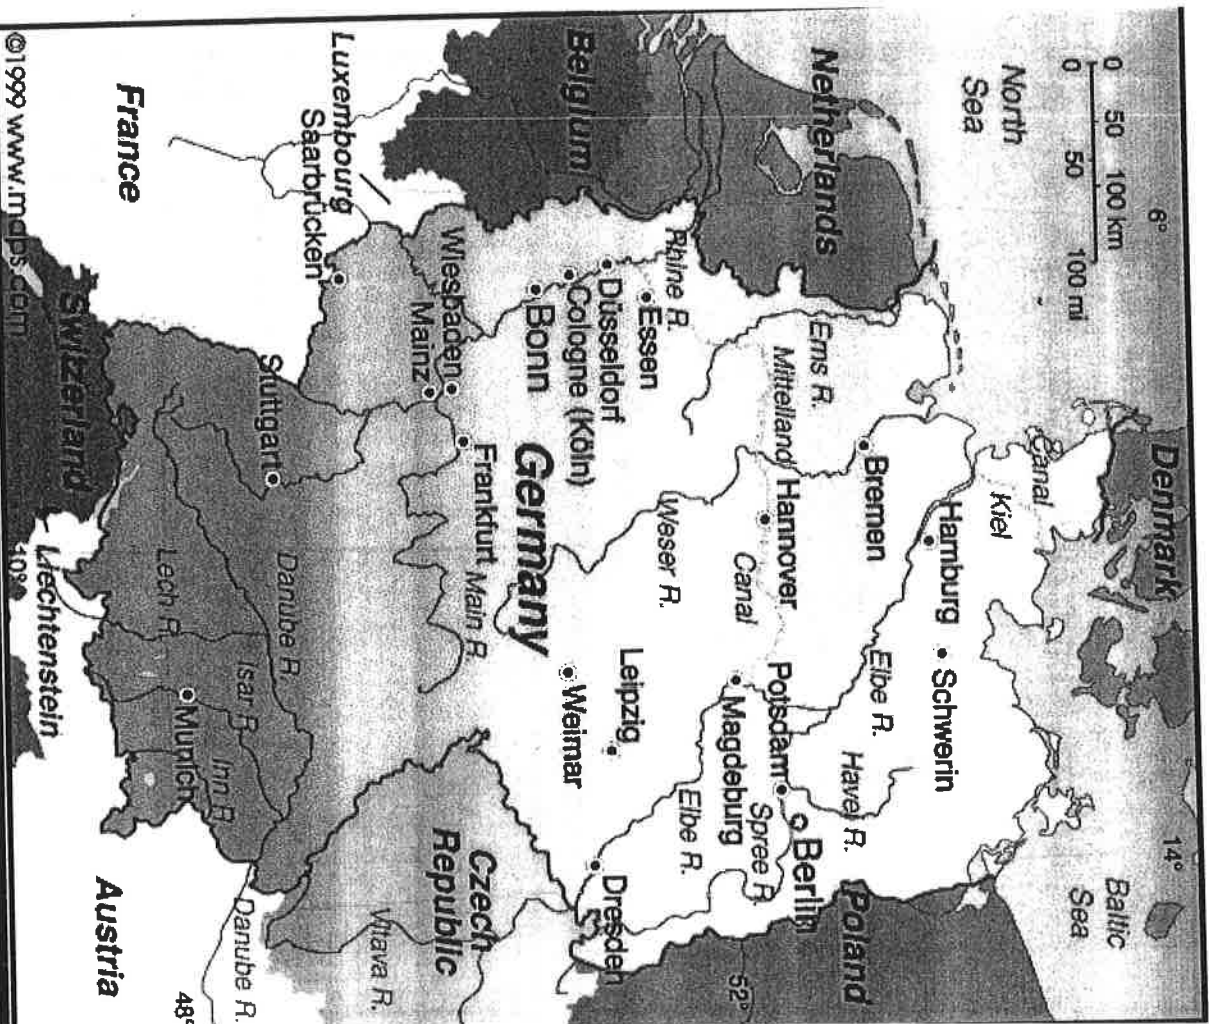 6°
14°
0 50 100 km
0 50 100 mi
North
Sea
Baltic
Sea
Denmark
Kiel
Canal
Netherlands
Hamburg
Schwerin
Bremen
Elbe R.
Havel R.
Poland
Ems R.
Mittelland
Canal
Hannover
Potsdam
Berlin
Spree R.
Magdeburg
Elbe R.
52°
Rhine R.
Weser R.
Essen
Düsseldorf
Cologne (Köln)
Bonn
Belgium
Leipzig
Weimar
Dresden
Germany
Wiesbaden
Mainz
Frankfurt
Main R.
Czech
Republic
Vltava R.
Luxembourg
Saarbrücken
Stuttgart
Danube R.
Danube R.
Lech R.
Isar R.
Inn R.
Munich
France
Switzerland
Liechtenstein
Austria
10°
48°
©1999 www.maps.com